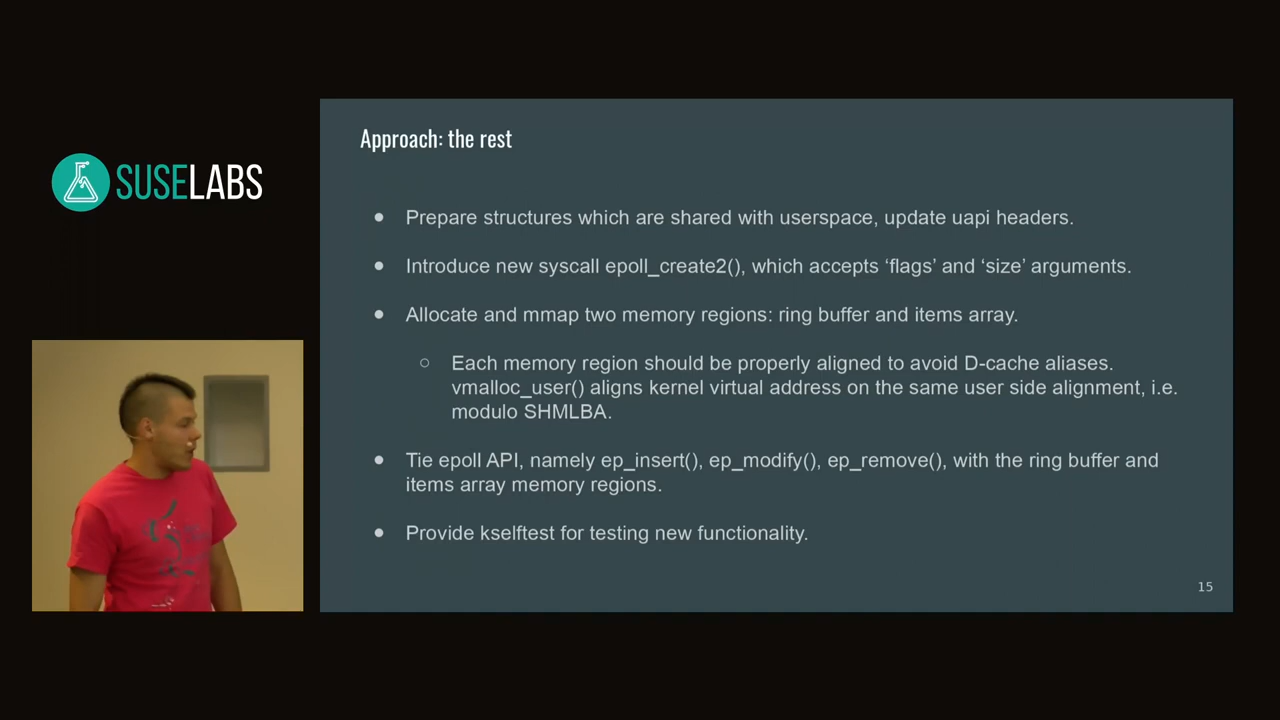 SUSELABS
Approach: the rest
● Prepare structures which are shared with userspace, update uapi headers.
● Introduce new syscall epoll_create2(), which accepts ‘flags’ and ‘size’ arguments.
● Allocate and mmap two memory regions: ring buffer and items array.
○ Each memory region should be properly aligned to avoid D-cache aliases.
vmalloc_user() aligns kernel virtual address on the same user side alignment, i.e.
modulo SHMLBA.
● Tie epoll API, namely ep_insert(), ep_modify(), ep_remove(), with the ring buffer and
items array memory regions.
● Provide kselftest for testing new functionality.
15